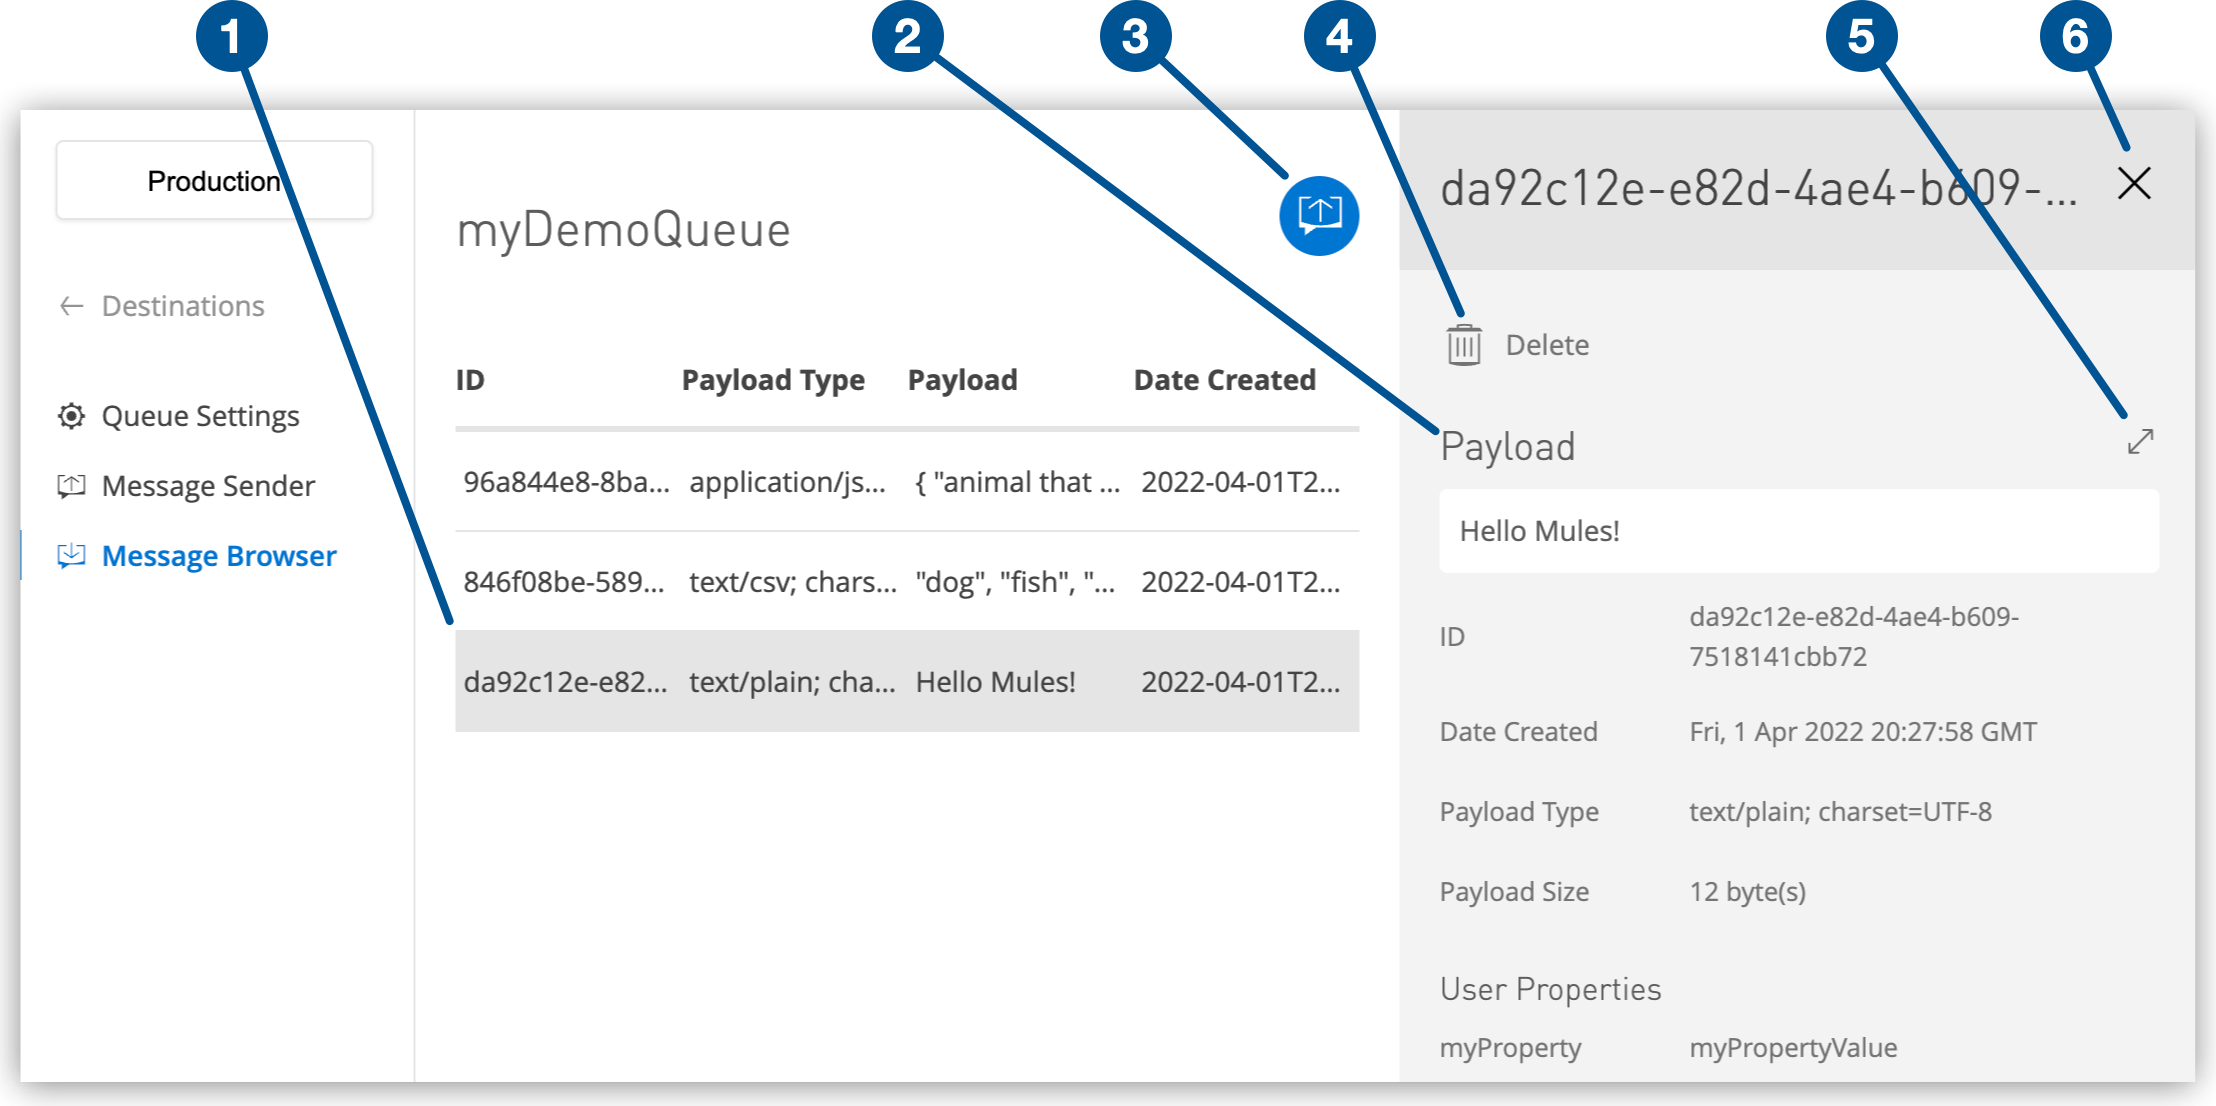 1 2 3 4 5 6
Production
← Destinations
Queue Settings
Message Sender
Message Browser
myDemoQueue
ID Payload Type Payload Date Created
96a844e8-8ba... application/js... { "animal that ... 2022-04-01T2...
846f08be-589... text/csv; chars... "dog", "fish", "... 2022-04-01T2...
da92c12e-e82... text/plain; cha... Hello Mules! 2022-04-01T2...
da92c12e-e82d-4ae4-b609-...
Delete
Payload
Hello Mules!
ID da92c12e-e82d-4ae4-b609-
7518141cbb72
Date Created Fri, 1 Apr 2022 20:27:58 GMT
Payload Type text/plain; charset=UTF-8
Payload Size 12 byte(s)
User Properties
myProperty myPropertyValue